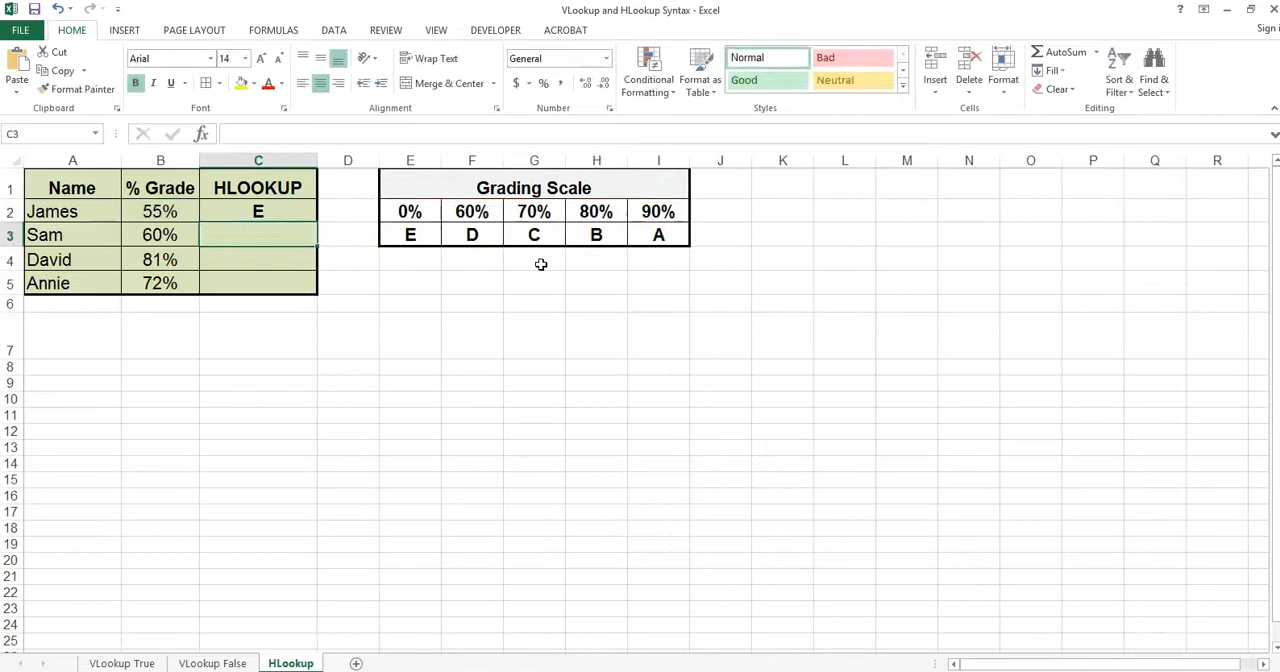 VLookup and HLookup Syntax - Excel
?
Sign i
FILE HOME INSERT PAGE LAYOUT FORMULAS DATA REVIEW VIEW DEVELOPER ACROBAT
Paste
Cut
Copy
Format Painter
Clipboard
Arial 14
A A
B I U A
Font
Wrap Text
Merge & Center
Alignment
General
$ % ,
Number
Conditional Formatting
Format as Table
Normal Bad
Good Neutral
Styles
Insert Delete Format
Cells
AutoSum
Fill
Clear
Sort & Filter
Find & Select
Editing
C3 fx
A B C D E F G H I J K L M N O P Q R
1 Name % Grade HLOOKUP Grading Scale
2 James 55% E 0% 60% 70% 80% 90%
3 Sam 60% E D C B A
4 David 81%
5 Annie 72%
6
7
8
9
10
11
12
13
14
15
16
17
18
19
20
21
22
23
24
25
VLookup True VLookup False HLookup